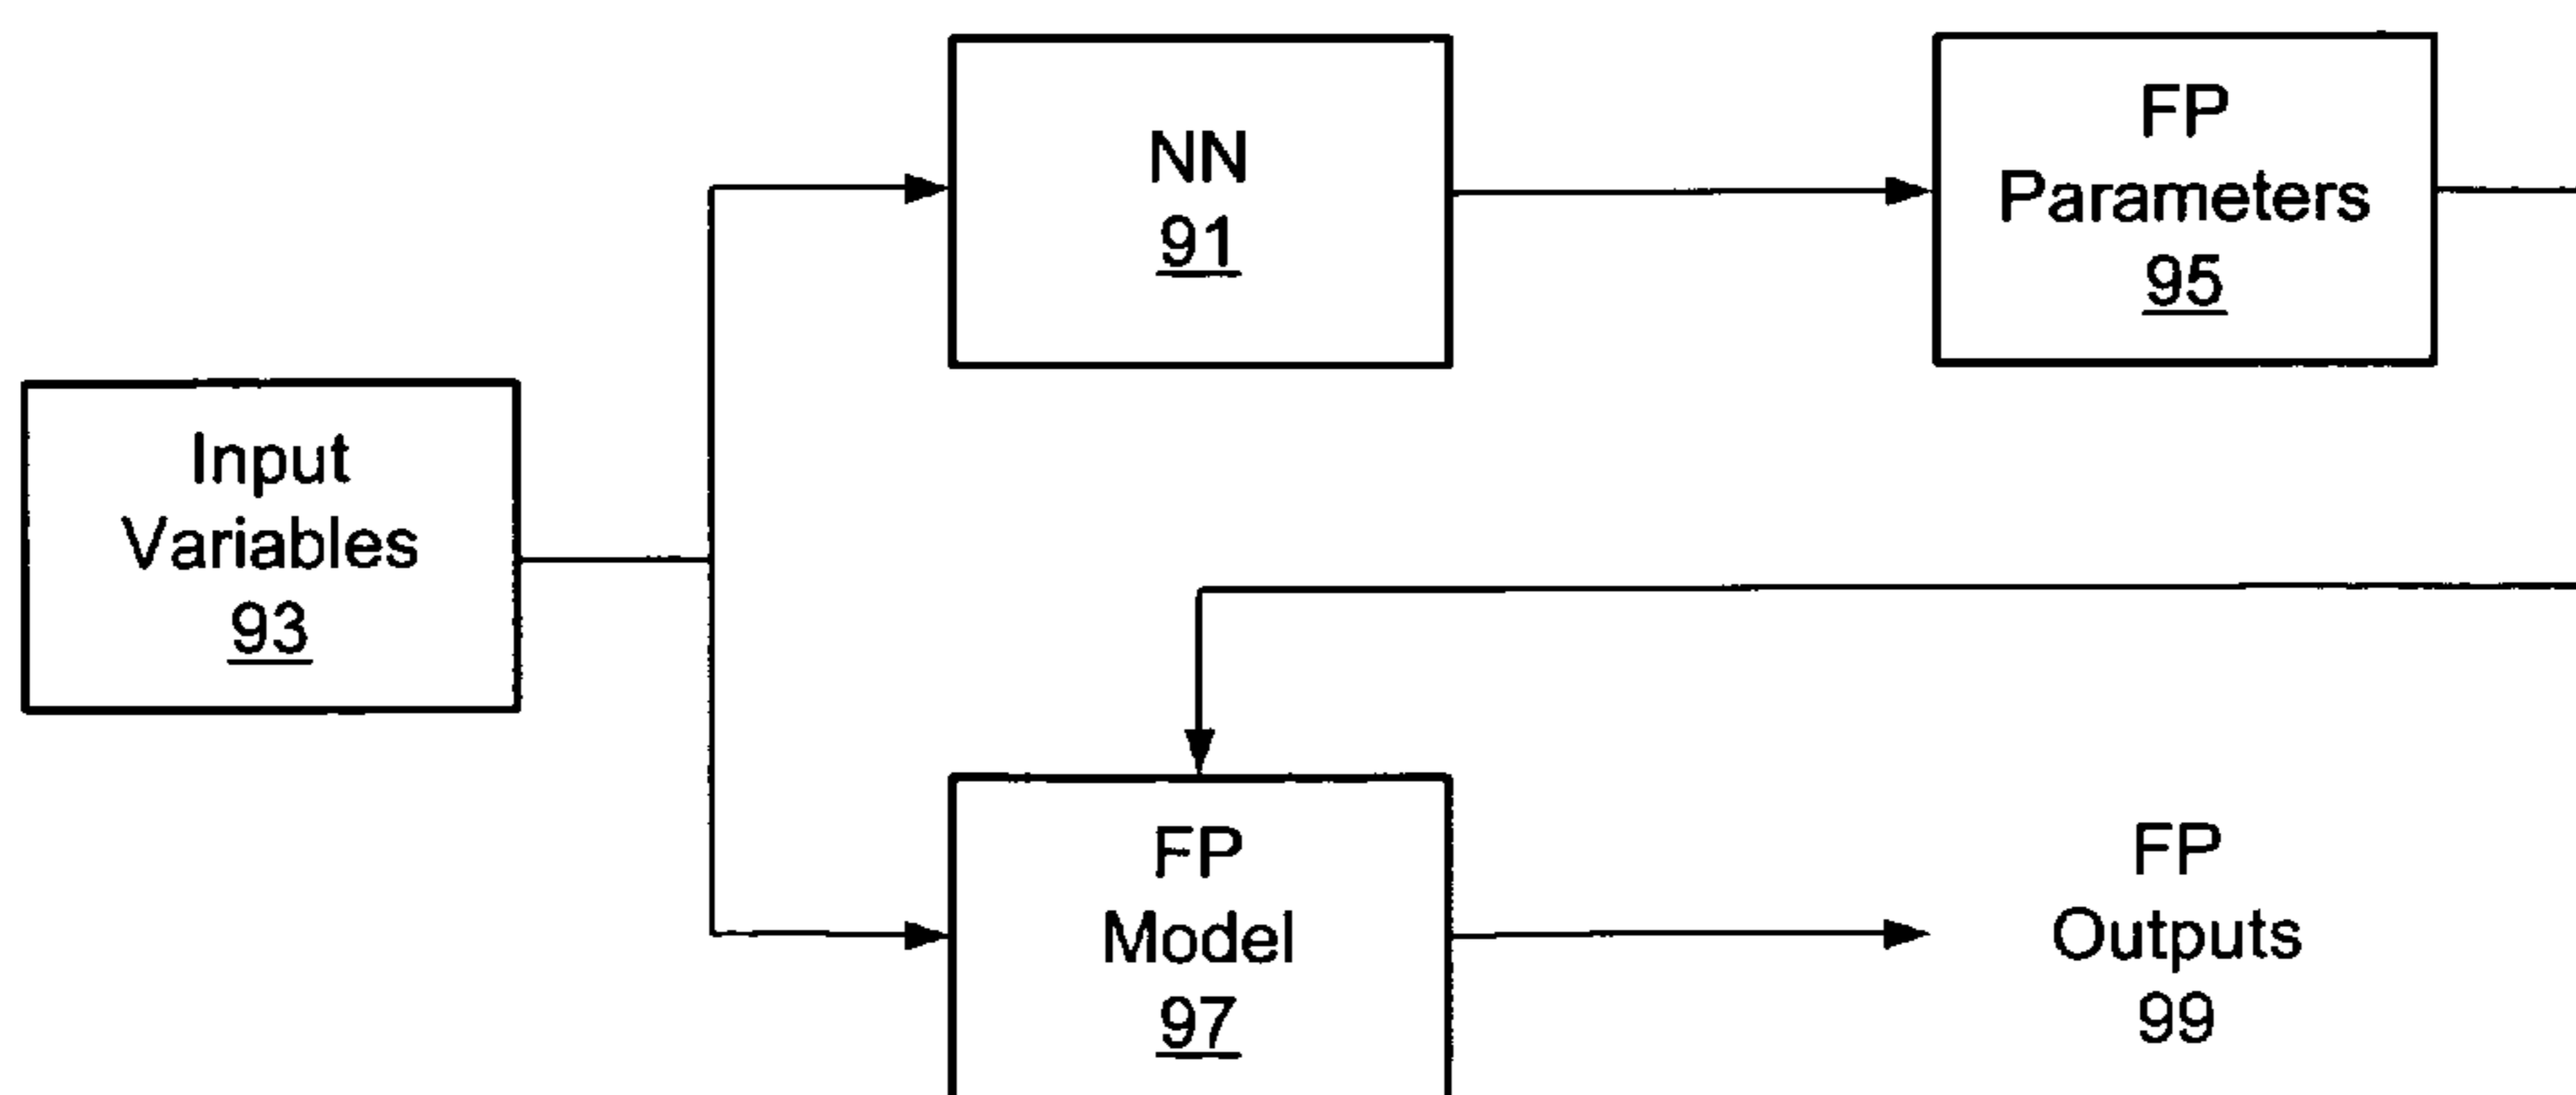 NN
91
FP
Parameters
95
Input
Variables
93
FP
Model
97
FP
Outputs
99